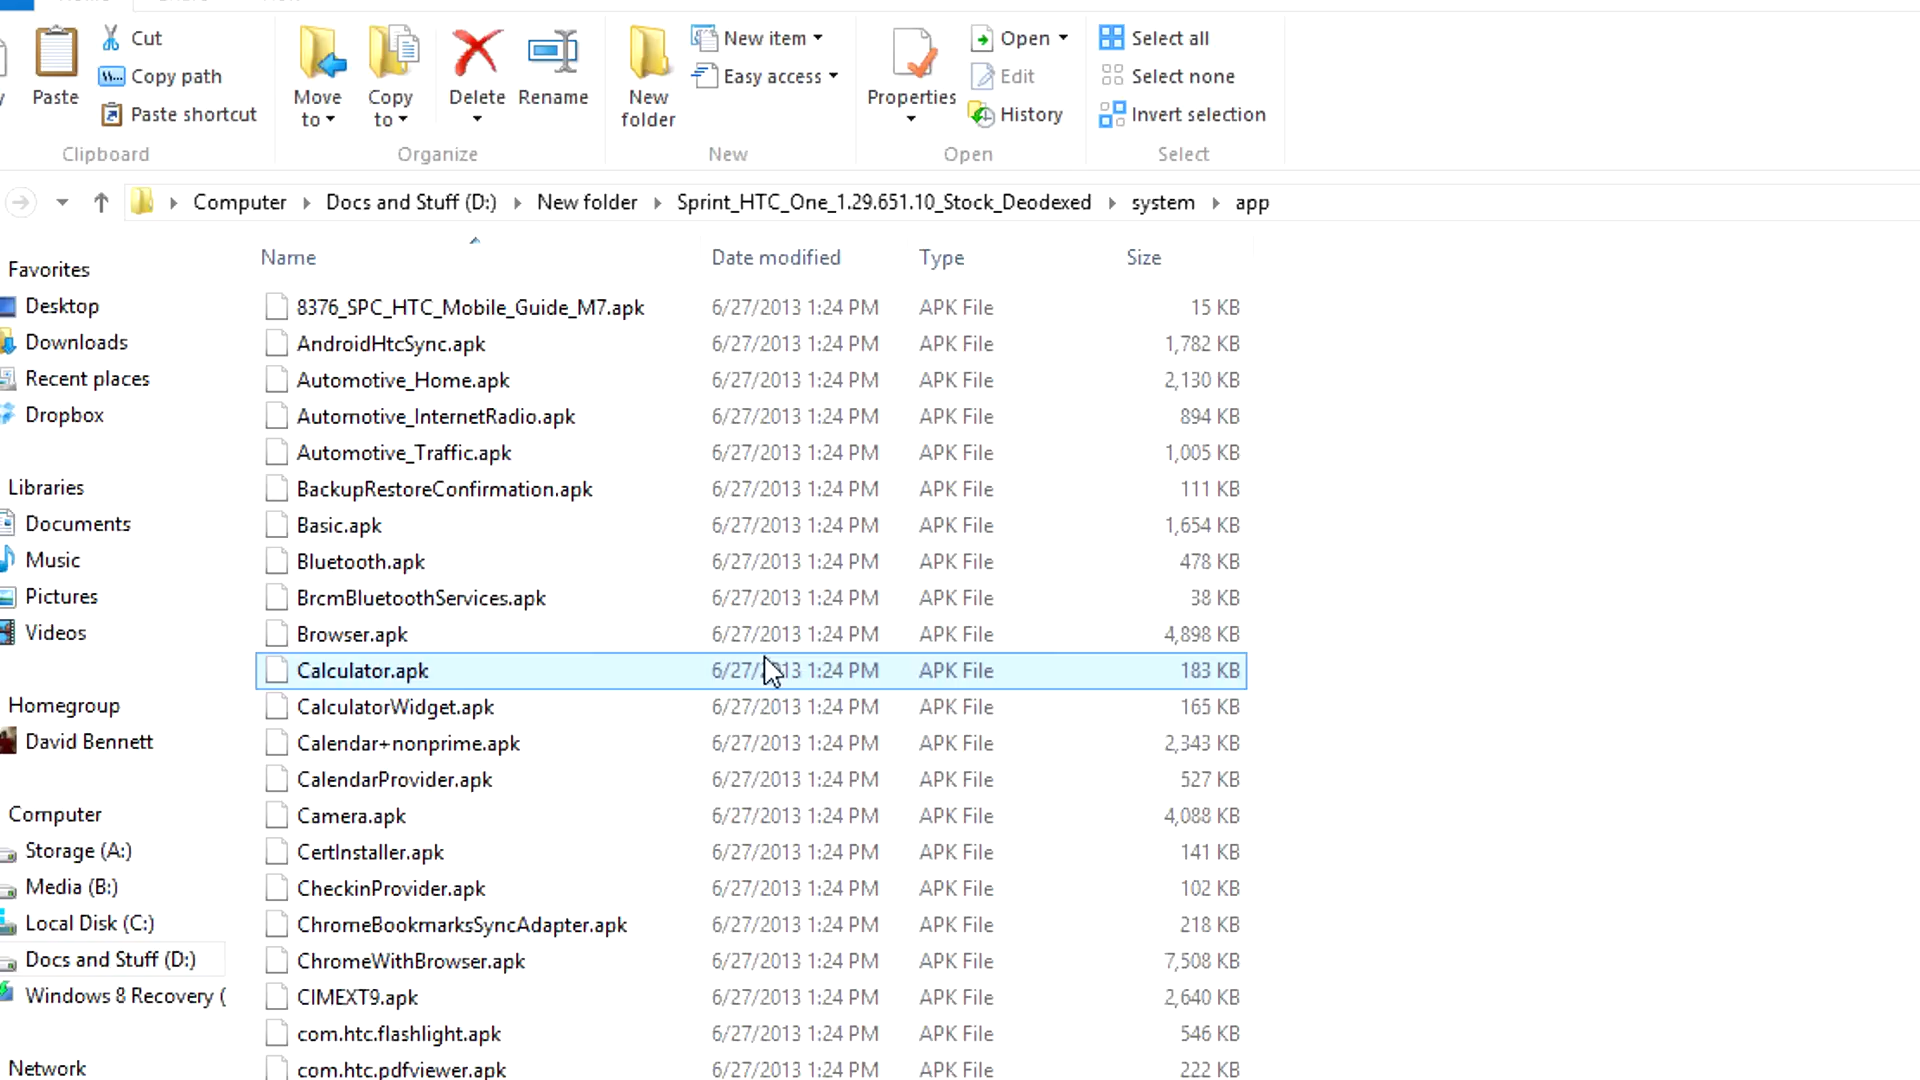 Cut
Copy path
Paste shortcut
Paste
Clipboard
Move to
Copy to
Delete
Rename
Organize
New folder
New item
Easy access
New
Properties
Open
Edit
History
Open
Select all
Select none
Invert selection
Select
Computer Docs and Stuff (D:) New folder Sprint_HTC_One_1.29.651.10_Stock_Deodexed system app
Favorites
Desktop
Downloads
Recent places
Dropbox
Libraries
Documents
Music
Pictures
Videos
Homegroup
David Bennett
Computer
Storage (A:)
Media (B:)
Local Disk (C:)
Docs and Stuff (D:)
Windows 8 Recovery (
Network
Name Date modified Type Size
8376_SPC_HTC_Mobile_Guide_M7.apk 6/27/2013 1:24 PM APK File 15 KB
AndroidHtcSync.apk 6/27/2013 1:24 PM APK File 1,782 KB
Automotive_Home.apk 6/27/2013 1:24 PM APK File 2,130 KB
Automotive_InternetRadio.apk 6/27/2013 1:24 PM APK File 894 KB
Automotive_Traffic.apk 6/27/2013 1:24 PM APK File 1,005 KB
BackupRestoreConfirmation.apk 6/27/2013 1:24 PM APK File 111 KB
Basic.apk 6/27/2013 1:24 PM APK File 1,654 KB
Bluetooth.apk 6/27/2013 1:24 PM APK File 478 KB
BrcmBluetoothServices.apk 6/27/2013 1:24 PM APK File 38 KB
Browser.apk 6/27/2013 1:24 PM APK File 4,898 KB
Calculator.apk 6/27/2013 1:24 PM APK File 183 KB
CalculatorWidget.apk 6/27/2013 1:24 PM APK File 165 KB
Calendar+nonprime.apk 6/27/2013 1:24 PM APK File 2,343 KB
CalendarProvider.apk 6/27/2013 1:24 PM APK File 527 KB
Camera.apk 6/27/2013 1:24 PM APK File 4,088 KB
CertInstaller.apk 6/27/2013 1:24 PM APK File 141 KB
CheckinProvider.apk 6/27/2013 1:24 PM APK File 102 KB
ChromeBookmarksSyncAdapter.apk 6/27/2013 1:24 PM APK File 218 KB
ChromeWithBrowser.apk 6/27/2013 1:24 PM APK File 7,508 KB
CIMEXT9.apk 6/27/2013 1:24 PM APK File 2,640 KB
com.htc.flashlight.apk 6/27/2013 1:24 PM APK File 546 KB
com.htc.pdfviewer.apk 6/27/2013 1:24 PM APK File 222 KB